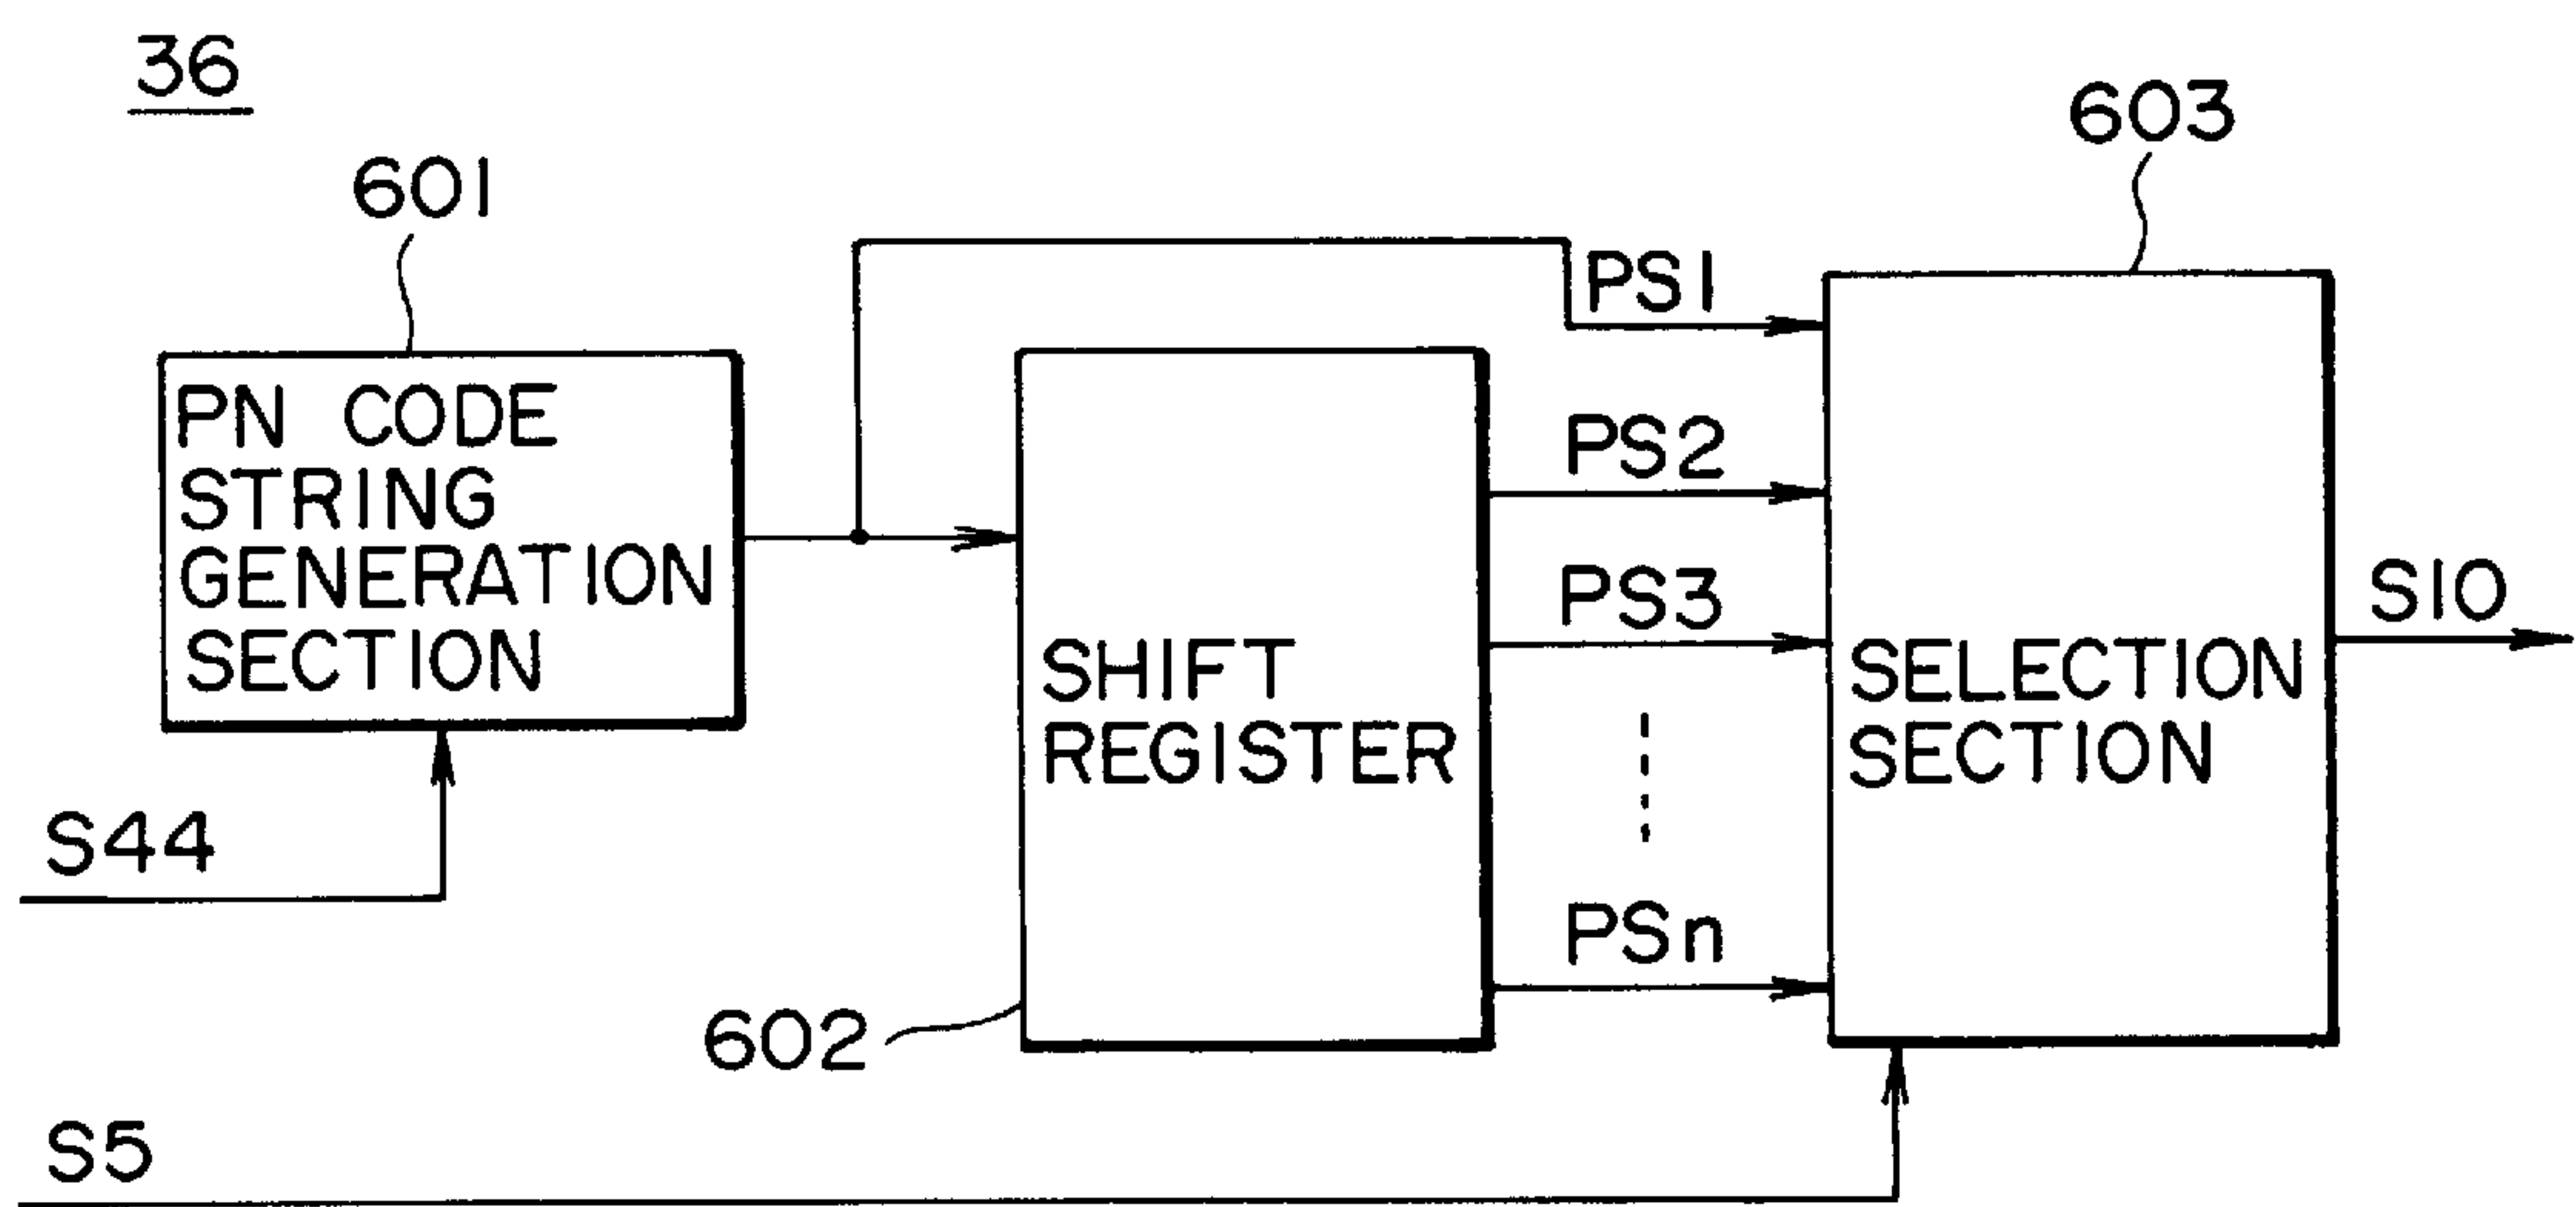 36
601
603
PS1
PN CODE
STRING
GENERATION
SECTION
PS2
PS3
S10
SHIFT
REGISTER
SELECTION
SECTION
S44
PSn
602
S5